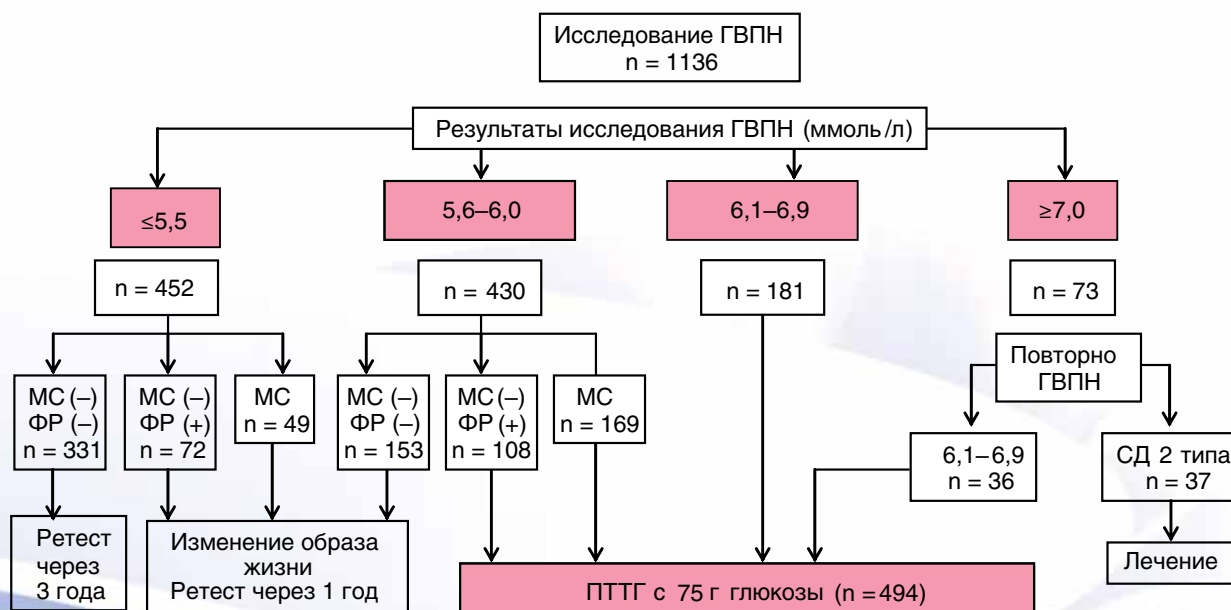 Исследование ГВПН
n = 1136
Результаты исследования ГВПН (ммоль/л)
≤5,5
5,6–6,0
6,1–6,9
≥7,0
n = 452
n = 430
n = 181
n = 73
МС (–)
ФР (–)
n = 331
МС (–)
ФР (+)
n = 72
МС
n = 49
МС (–)
ФР (–)
n = 153
МС (–)
ФР (+)
n = 108
МС
n = 169
Повторно
ГВПН
6,1–6,9
n = 36
СД 2 типа
n = 37
Ретест
через
3 года
Изменение образа
жизни
Ретест через 1 год
ПТТГ с 75 г глюкозы (n = 494)
Лечение